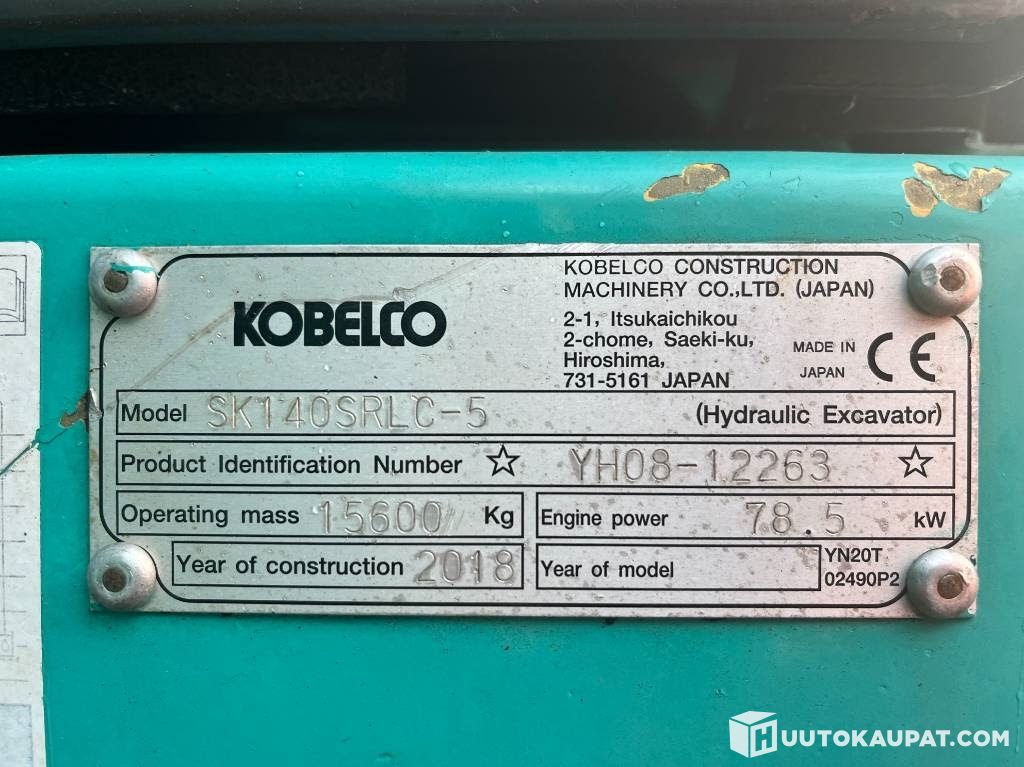 KOBELCO
KOBELCO CONSTRUCTION
MACHINERY CO.,LTD. (JAPAN)
2-1, Itsukaichikou
2-chome, Saeki-ku,
Hiroshima,
731-5161 JAPAN
MADE IN
JAPAN
CE
Model SK140SRLC-5 (Hydraulic Excavator)
Product Identification Number ☆ YH08-12263 ☆
Operating mass 15600 Kg
Engine power 78.5 kW
Year of construction 2018
Year of model
YN20T
02490P2
HUUTOKAUPAT.COM